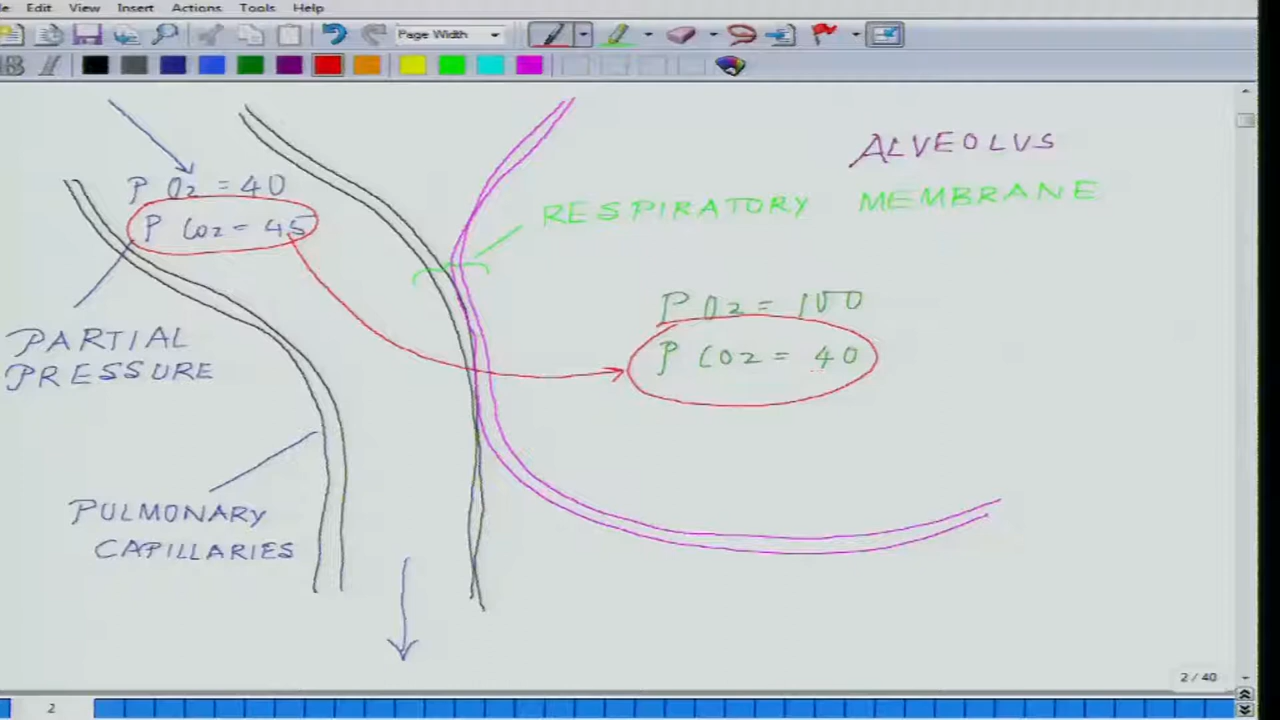 Edit View Insert Actions Tools Help
Page Width
ALVEOLUS
P O2 = 40
P CO2 = 45
RESPIRATORY MEMBRANE
P O2 = 100
P CO2 = 40
PARTIAL
PRESSURE
PULMONARY
CAPILLARIES
2 / 40
2